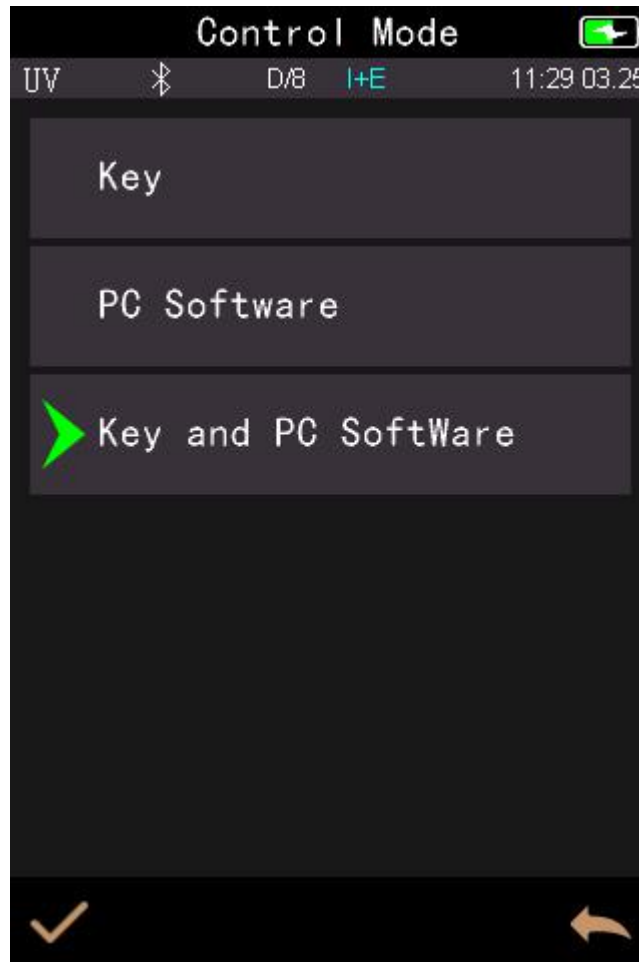 Control Mode
UV D/8 I+E 11:29 03.25
Key
PC Software
Key and PC SoftWare